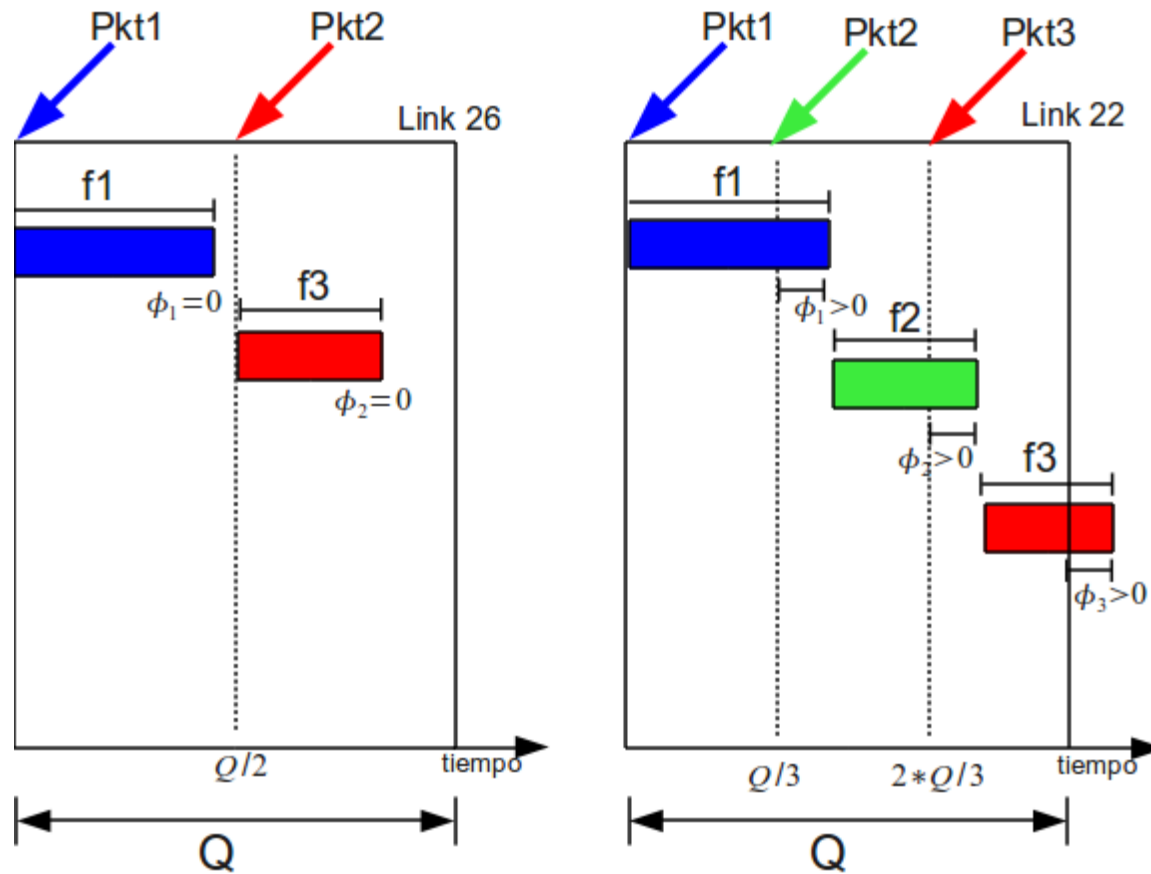 Pkt1
Pkt2
Link 26
f1
ϕ₁=0
f3
ϕ₂=0
Q/2
tiempo
Q
Pkt1
Pkt2
Pkt3
Link 22
f1
ϕ₁>0
f2
ϕ₂>0
f3
ϕ₃>0
Q/3
2∗Q/3
tiempo
Q